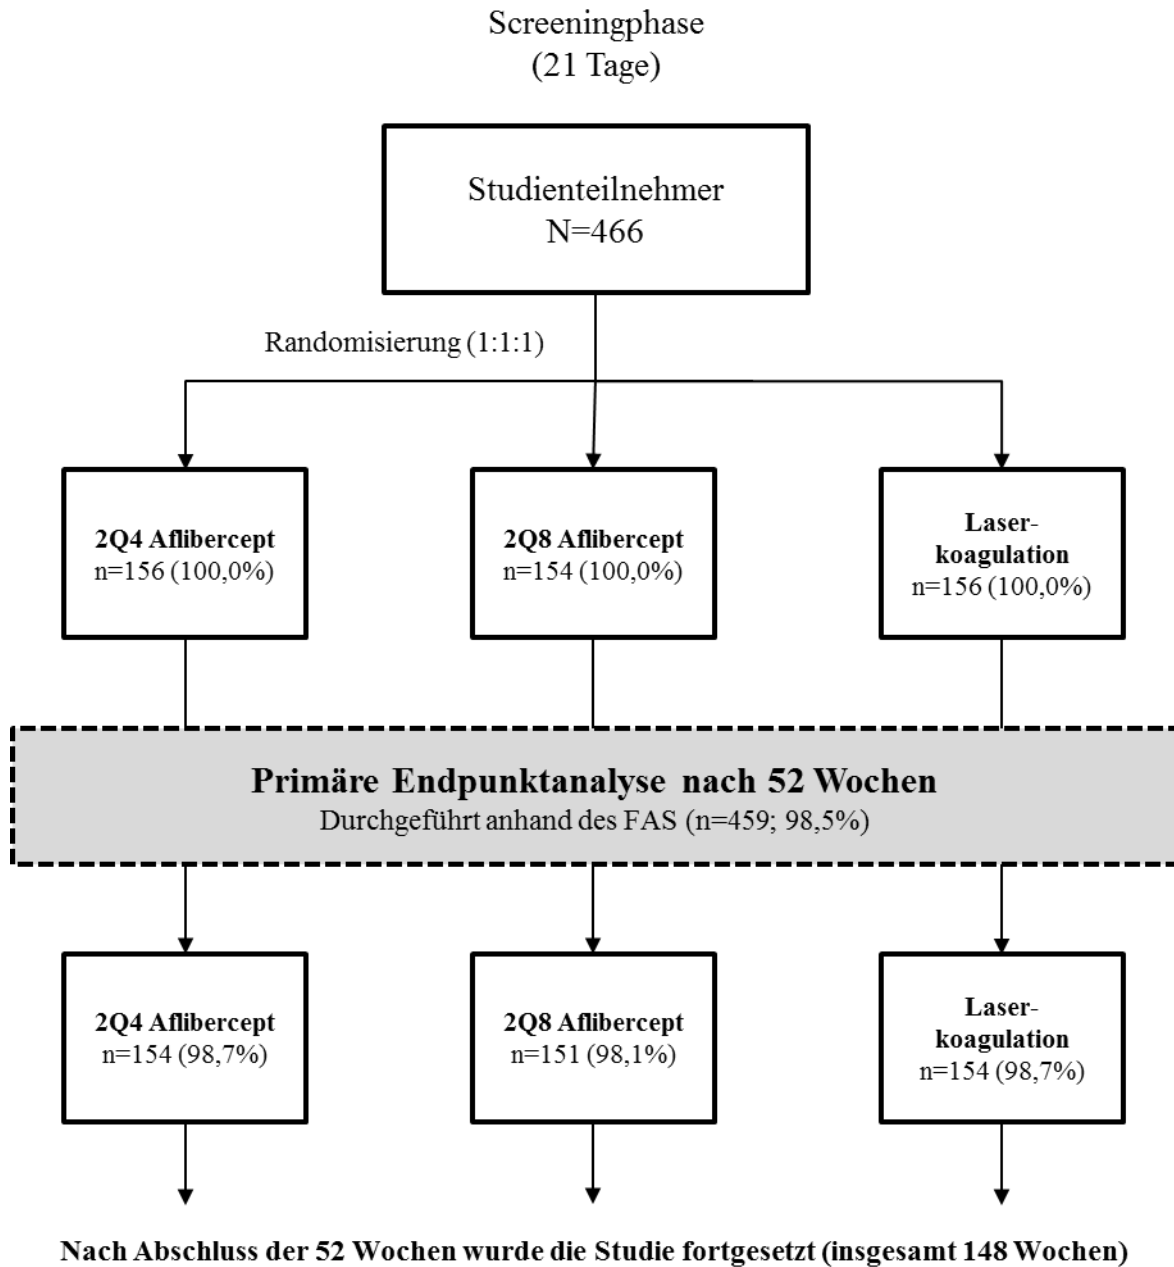 Screeningphase
(21 Tage)
Studienteilnehmer
N=466
Randomisierung (1:1:1)
2Q4 Aflibercept
n=156 (100,0%)
2Q8 Aflibercept
n=154 (100,0%)
Laser-
koagulation
n=156 (100,0%)
Primäre Endpunktanalyse nach 52 Wochen
Durchgeführt anhand des FAS (n=459; 98,5%)
2Q4 Aflibercept
n=154 (98,7%)
2Q8 Aflibercept
n=151 (98,1%)
Laser-
koagulation
n=154 (98,7%)
Nach Abschluss der 52 Wochen wurde die Studie fortgesetzt (insgesamt 148 Wochen)